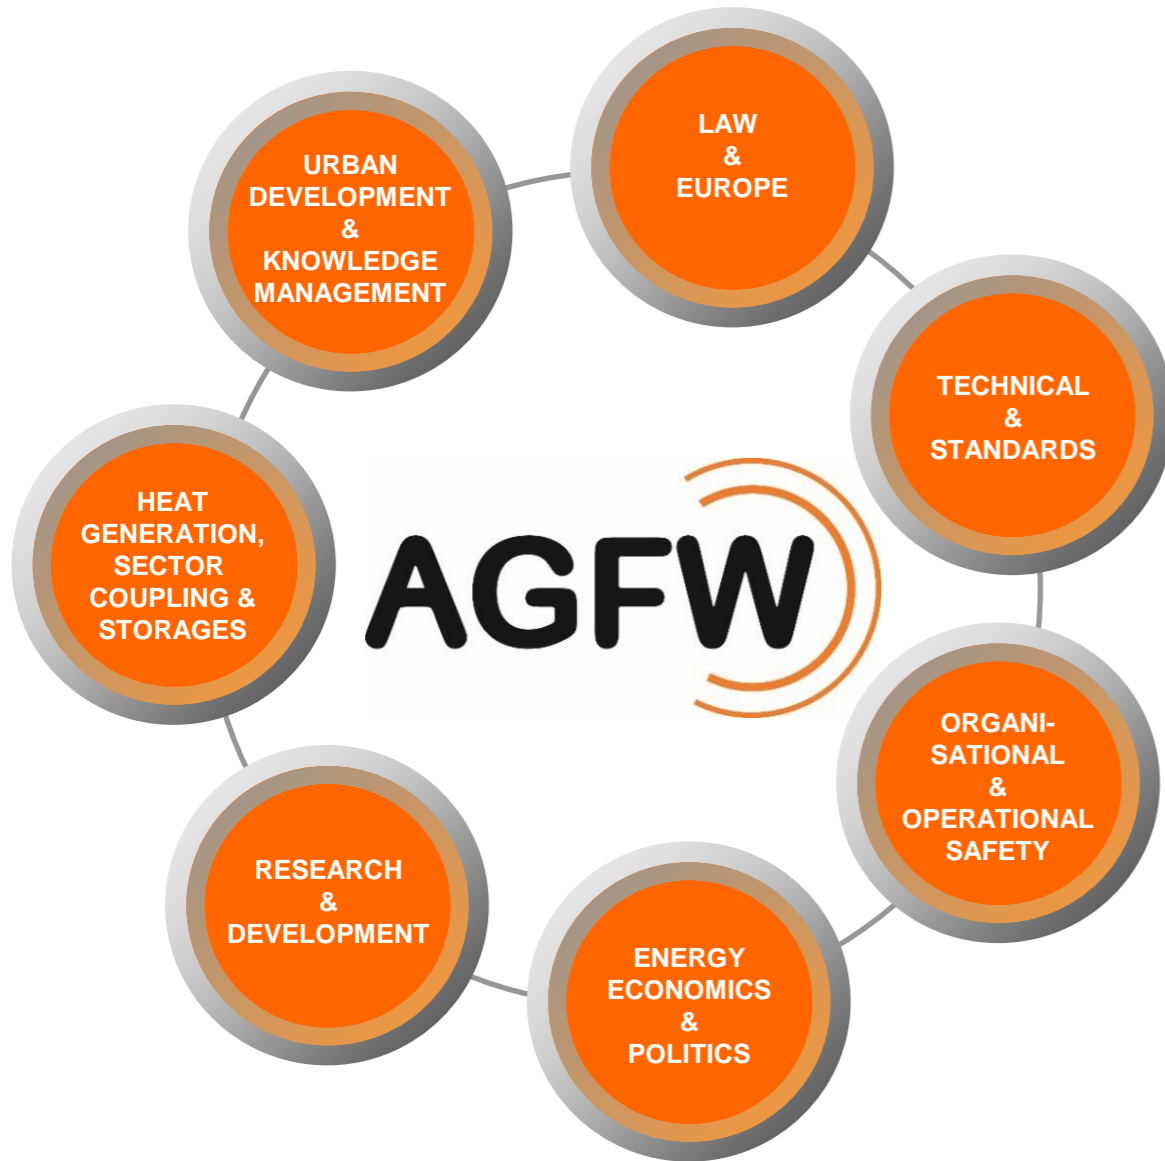 LAW
&
EUROPE
URBAN
DEVELOPMENT
&
KNOWLEDGE
MANAGEMENT
TECHNICAL
&
STANDARDS
HEAT
GENERATION,
SECTOR
COUPLING &
STORAGES
AGFW
ORGANI-
SATIONAL
&
OPERATIONAL
SAFETY
RESEARCH
&
DEVELOPMENT
ENERGY
ECONOMICS
&
POLITICS